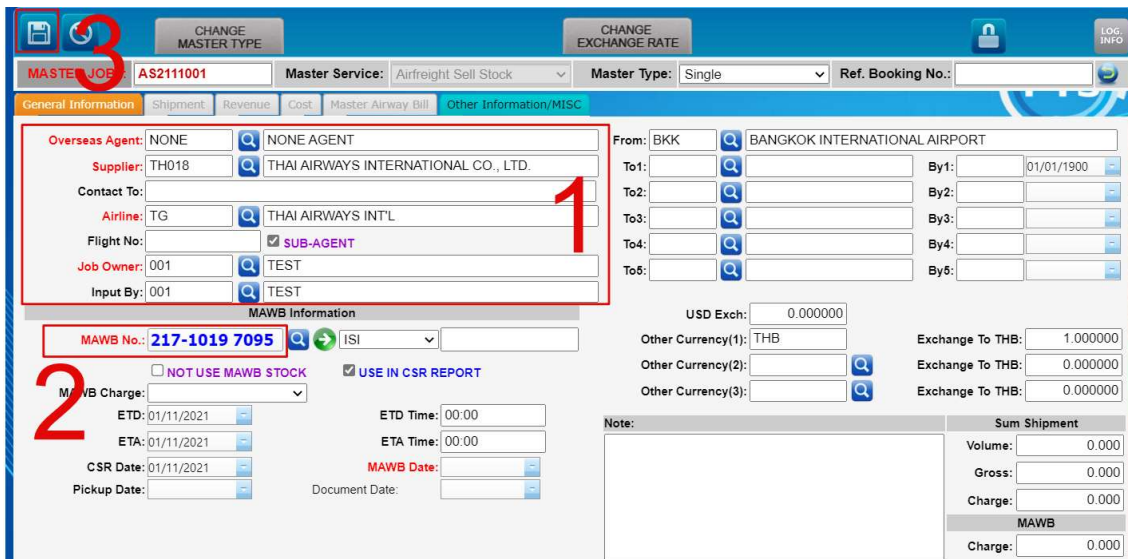 CHANGE
MASTER TYPE
CHANGE
EXCHANGE RATE
LOG.
INFO
3
MASTER JOB: AS2111001 Master Service: Airfreight Sell Stock Master Type: Single Ref. Booking No.:
General Information Shipment Revenue Cost Master Airway Bill Other Information/MISC
Overseas Agent: NONE NONE AGENT
Supplier: TH018 THAI AIRWAYS INTERNATIONAL CO., LTD.
Contact To:
Airline: TG THAI AIRWAYS INT'L
Flight No: SUB-AGENT
Job Owner: 001 TEST
Input By: 001 TEST
1
From: BKK BANGKOK INTERNATIONAL AIRPORT
To1: By1: 01/01/1900
To2: By2:
To3: By3:
To4: By4:
To5: By5:
MAWB Information
MAWB No.: 217-1019 7095 ISI
2
NOT USE MAWB STOCK USE IN CSR REPORT
MAWB Charge:
ETD: 01/11/2021 ETD Time: 00:00
ETA: 01/11/2021 ETA Time: 00:00
CSR Date: 01/11/2021 MAWB Date:
Pickup Date: Document Date:
USD Exch: 0.000000
Other Currency(1): THB Exchange To THB: 1.000000
Other Currency(2): Exchange To THB: 0.000000
Other Currency(3): Exchange To THB: 0.000000
Note:
Sum Shipment
Volume: 0.000
Gross: 0.000
Charge: 0.000
MAWB
Charge: 0.000